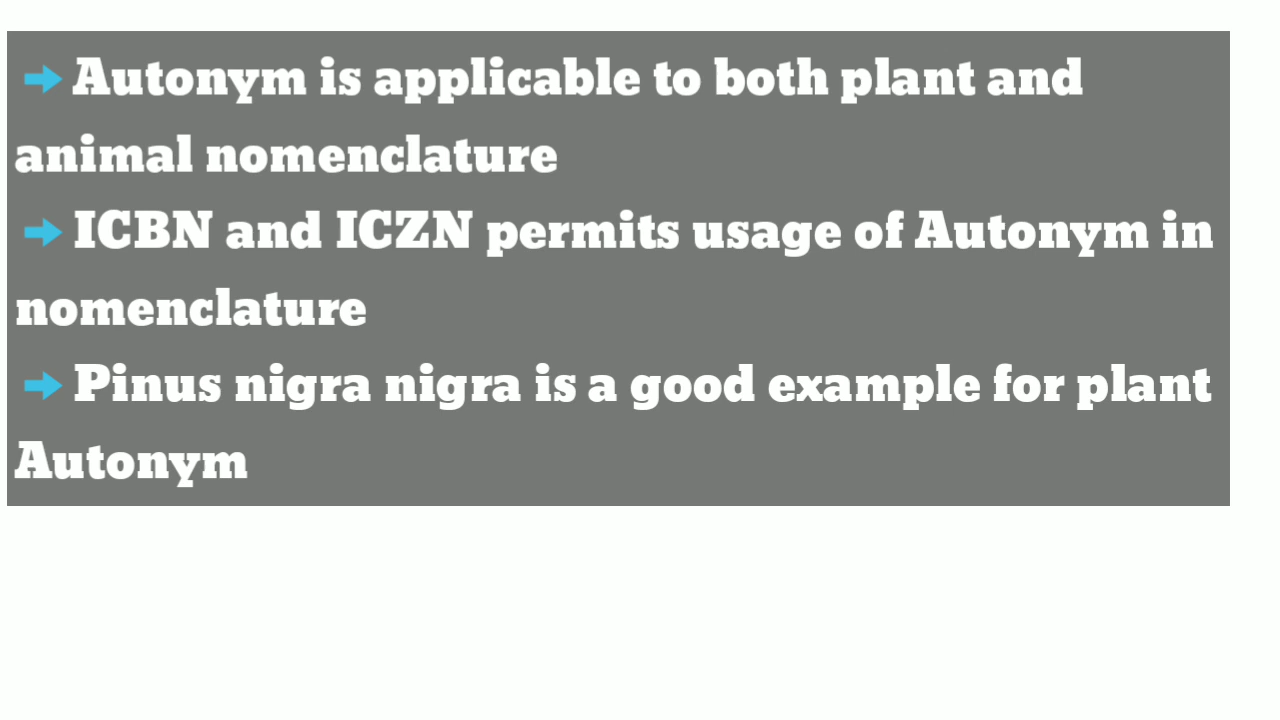 ➡ Autonym is applicable to both plant and
animal nomenclature
➡ ICBN and ICZN permits usage of Autonym in
nomenclature
➡ Pinus nigra nigra is a good example for plant
Autonym